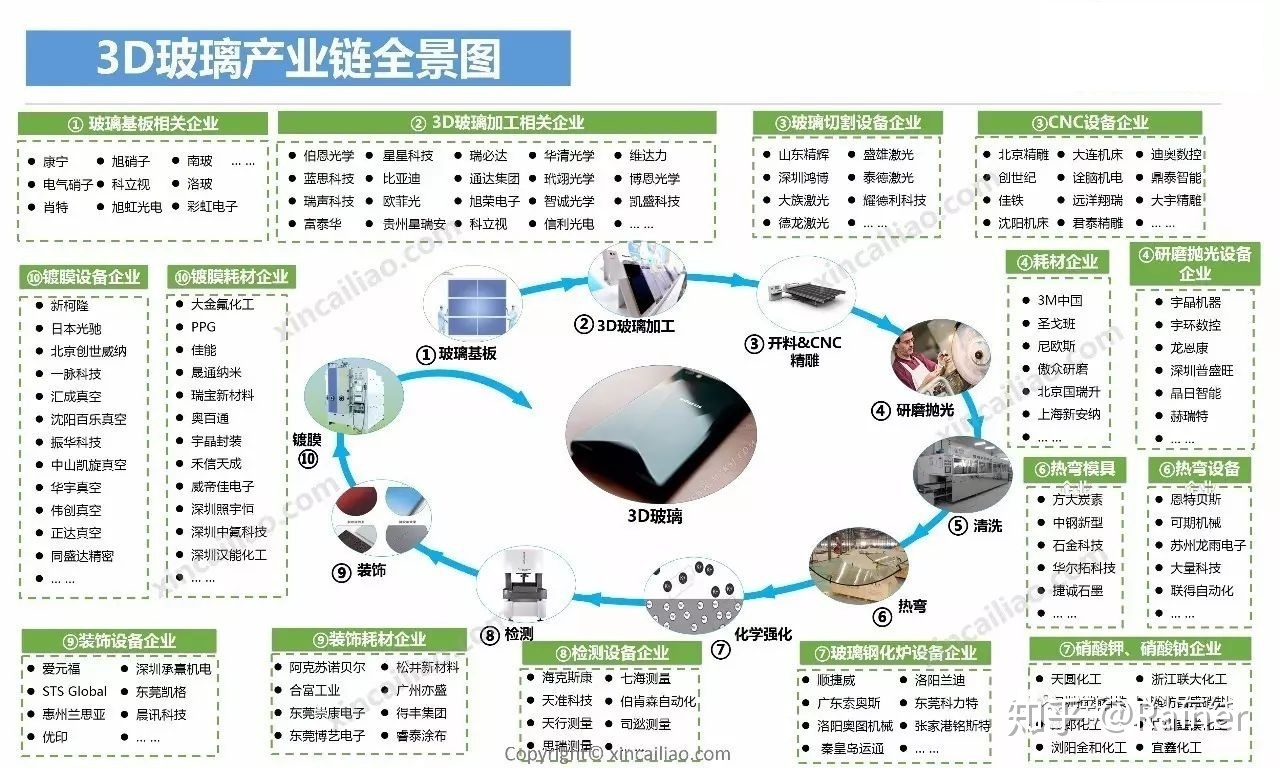 3D玻璃产业链全景图
① 玻璃基板相关企业
康宁 旭硝子 南玻 … …
电气硝子 科立视 洛玻
肖特 旭虹光电 彩虹电子
② 3D玻璃加工相关企业
伯恩光学 星星科技 瑞必达 华清光学 维达力
蓝思科技 比亚迪 通达集团 玳翊光学 博恩光学
瑞声科技 欧菲光 旭荣电子 智诚光学 凯盛科技
富泰华 贵州星瑞安 科立视 信利光电 … …
③玻璃切割设备企业
山东精辉 盛雄激光
深圳鸿博 泰德激光
大族激光 耀德利科技
德龙激光 … …
③CNC设备企业
北京精雕 大连机床 迪奥数控
创世纪 诠脑机电 鼎泰智能
佳铁 远洋翔瑞 大宇精雕
沈阳机床 君泰精雕 … …
⑩镀膜设备企业
新柯隆
日本光驰
北京创世威纳
一脉科技
汇成真空
沈阳百乐真空
振华科技
中山凯旋真空
华宇真空
伟创真空
正达真空
同盛达精密
… …
⑩镀膜耗材企业
大金氟化工
PPG
佳能
晟通纳米
瑞宝新材料
奥百通
宇晶封装
禾信天成
威帝佳电子
深圳照宇恒
深圳中氟科技
深圳汉能化工
… …
① 玻璃基板
② 3D玻璃加工
③ 开料&CNC
精雕
④ 研磨抛光
⑤ 清洗
⑥ 热弯
⑦ 化学强化
⑧ 检测
⑨ 装饰
镀膜
⑩
3D玻璃
④耗材企业
3M中国
圣戈班
尼欧斯
傲众研磨
北京国瑞升
上海新安纳
… …
④研磨抛光设备
企业
宇晶机器
宇环数控
龙恩康
深圳普盛旺
品日智能
赫瑞特
… …
⑥热弯模具
方大炭素
中钢新型
石金科技
华尔拓科技
捷诚石墨
… …
⑥热弯设备
恩特贝斯
可期机械
苏州龙雨电子
大量科技
联得自动化
… …
⑨装饰设备企业
爱元福 深圳承熹机电
STS Global 东莞凯格
惠州兰思亚 晨讯科技
优印 … …
⑨装饰耗材企业
阿克苏诺贝尔 松井新材料
合富工业 广州亦盛
东莞崇康电子 得丰集团
东莞博艺电子 睿泰涂布
⑧检测设备企业
海克斯康 七海测量
天准科技 伯肯森自动化
天行测量 司逖测量
思瑞测量 … …
⑦玻璃钢化炉设备企业
顺捷威 洛阳兰迪
广东索奥斯 东莞科力特
洛阳奥图机械 张家港铭斯特
秦皇岛运通 … …
⑦硝酸钾、硝酸钠企业
天圆化工 浙江联大化工
浏阳金和化工 宜鑫化工
知乎 @Rainer
Copyright© xincailiao.com
xincailiao.com
xincailiao.com
xincailiao.com
xincailiao.com
xincailiao.com
xincailiao.com